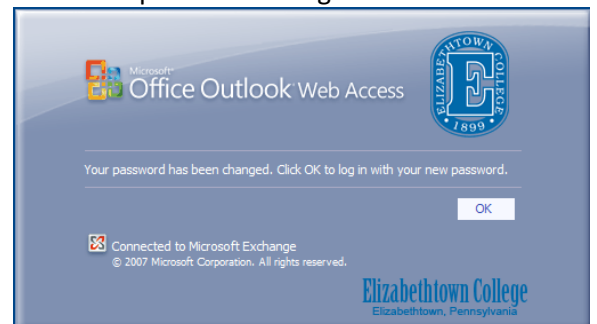 Microsoft
Office Outlook Web Access
ELIZABETHTOWN COLLEGE
E
1899
Your password has been changed. Click OK to log in with your new password.
OK
Connected to Microsoft Exchange
© 2007 Microsoft Corporation. All rights reserved.
Elizabethtown College
Elizabethtown, Pennsylvania